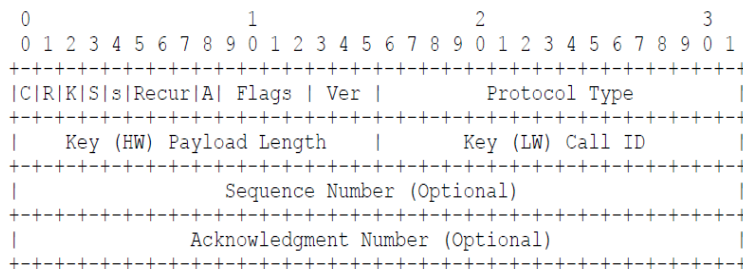 0                   1                   2                   3
0 1 2 3 4 5 6 7 8 9 0 1 2 3 4 5 6 7 8 9 0 1 2 3 4 5 6 7 8 9 0 1
+-+-+-+-+-+-+-+-+-+-+-+-+-+-+-+-+-+-+-+-+-+-+-+-+-+-+-+-+-+-+-+-+
|C|R|K|S|s|Recur|A| Flags | Ver |         Protocol Type         |
+-+-+-+-+-+-+-+-+-+-+-+-+-+-+-+-+-+-+-+-+-+-+-+-+-+-+-+-+-+-+-+-+
|    Key (HW) Payload Length    |       Key (LW) Call ID        |
+-+-+-+-+-+-+-+-+-+-+-+-+-+-+-+-+-+-+-+-+-+-+-+-+-+-+-+-+-+-+-+-+
|                  Sequence Number (Optional)                   |
+-+-+-+-+-+-+-+-+-+-+-+-+-+-+-+-+-+-+-+-+-+-+-+-+-+-+-+-+-+-+-+-+
|               Acknowledgment Number (Optional)                |
+-+-+-+-+-+-+-+-+-+-+-+-+-+-+-+-+-+-+-+-+-+-+-+-+-+-+-+-+-+-+-+-+